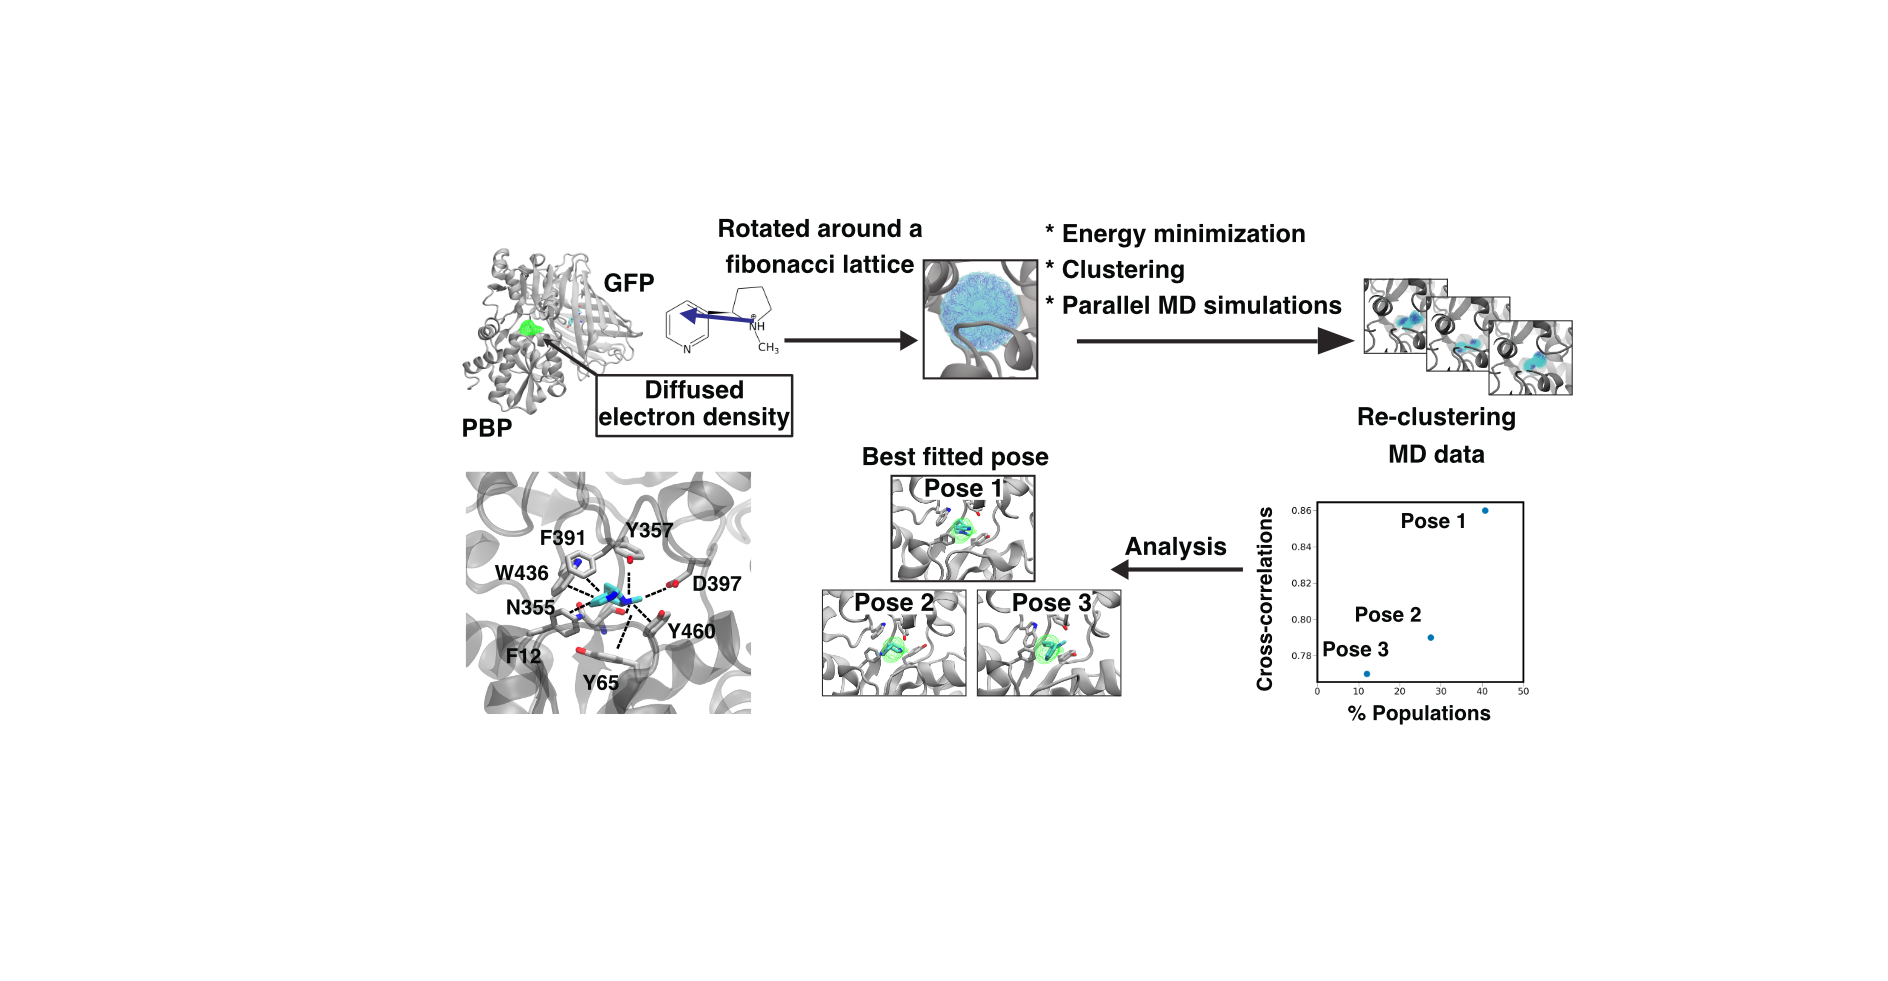 Rotated around a
fibonacci lattice
* Energy minimization
* Clustering
* Parallel MD simulations
GFP
PBP
Diffused
electron density
N
NH
⊕
CH3
Re-clustering
MD data
Best fitted pose
Pose 1
Pose 2
Pose 3
Analysis
Cross-correlations
0.86
0.84
0.82
0.80
0.78
Pose 1
Pose 2
Pose 3
0
10
20
30
40
50
% Populations
F391
Y357
W436
D397
N355
Y460
F12
Y65